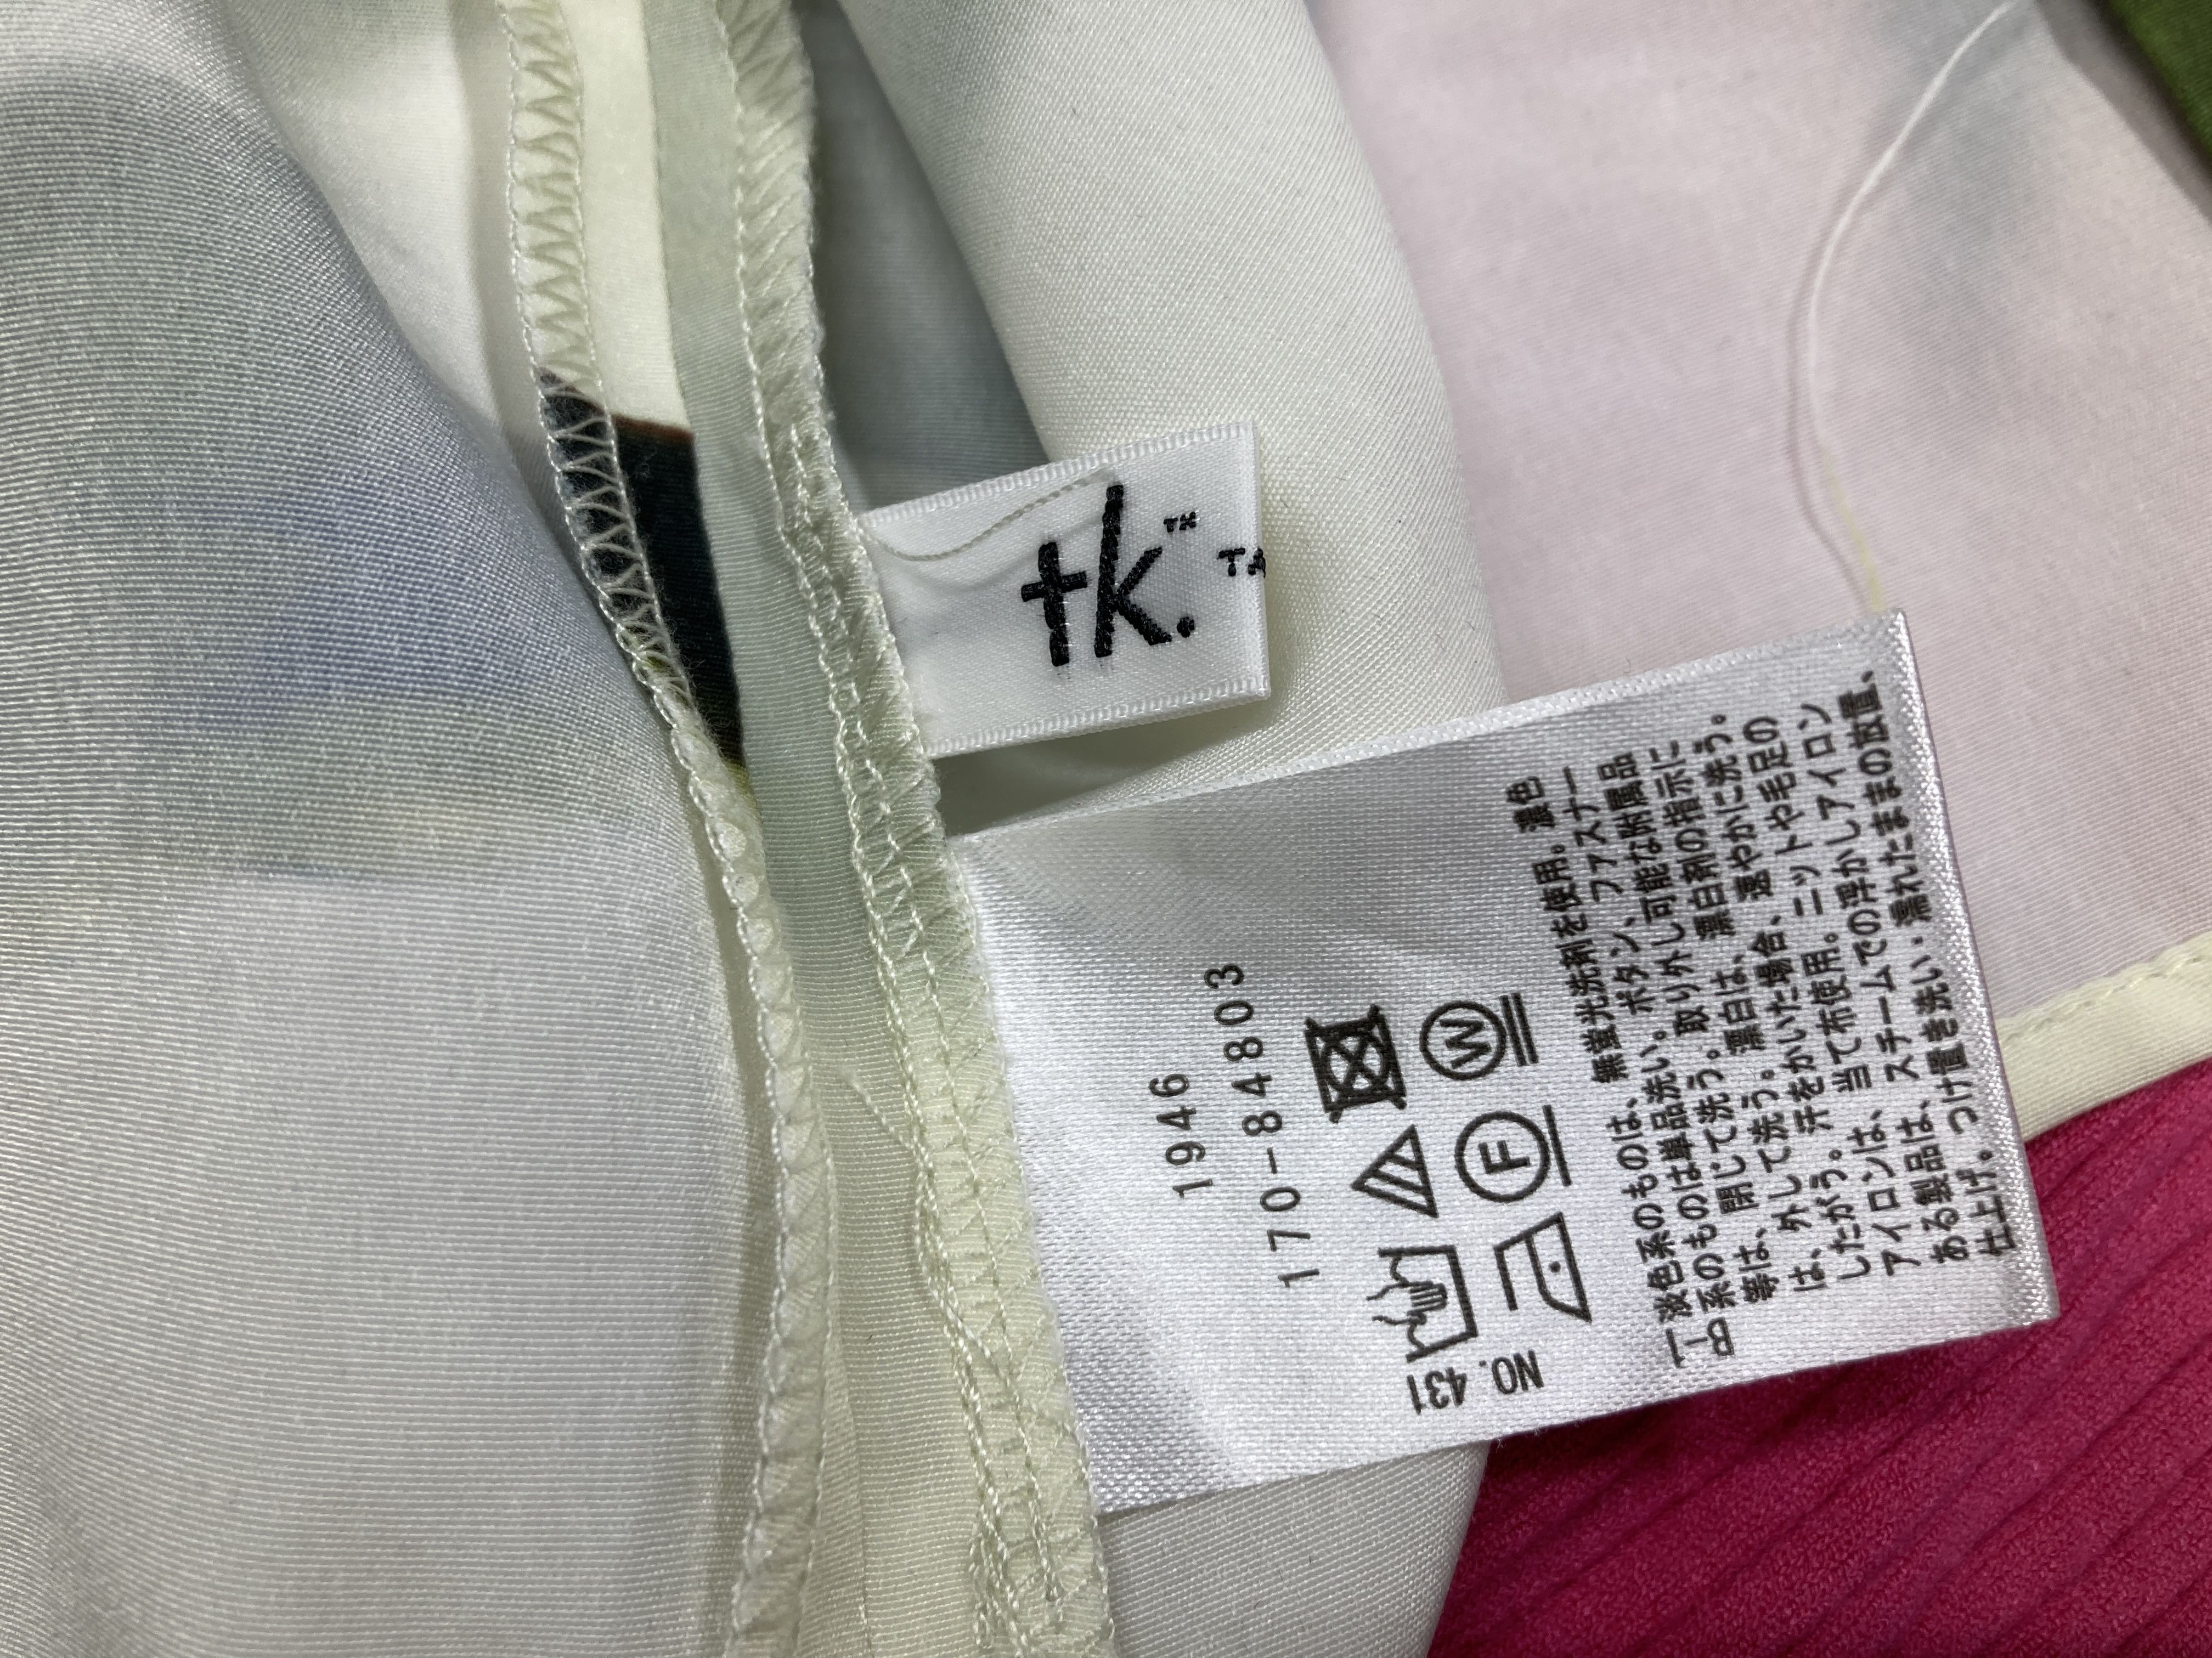 tk.
TK
TA
1946
170-84803
W
F
431
NO.
淡色系のものは、無蛍光洗剤を使用。濃色
系のものは単品洗い。ボタン、ファスナー
等は、閉じて洗う。取り外し可能な附属品
は、外して洗う。漂白は、漂白剤の指示に
したがう。汗をかいた場合、速やかに洗う。
アイロンは、当て布使用。ニットや毛足の
ある製品は、スチームでの浮かしアイロン
仕上げ。つけ置き洗い・濡れたままの放置、